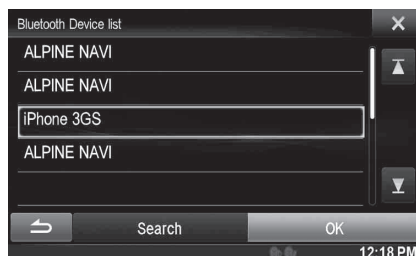 Bluetooth Device list
ALPINE NAVI
ALPINE NAVI
iPhone 3GS
ALPINE NAVI
Search
OK
12:18 PM